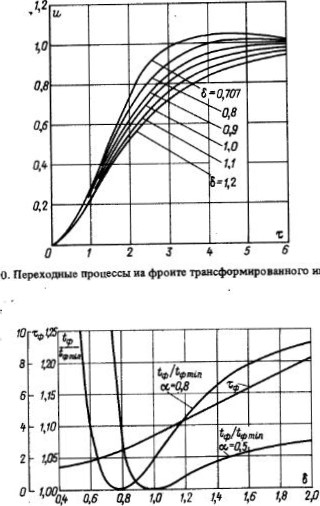 1,2
u
1,0
0,8
0,6
0,4
0,2
0
1
2
3
4
5
6
τ
δ=0,707
0,8
0,9
1,0
1,1
δ=1,2
0. Переходные процессы на фронте трансформированного и
τф tф/tф min
10 1,25
8 1,20
6 1,15
4 1,10
2 1,05
0 1,00
0,4 0,6 0,8 1,0 1,2 1,4 1,6 1,8 2,0
tф/tф min
α=0,8
τф
tф/tф min
α=0,5
δ